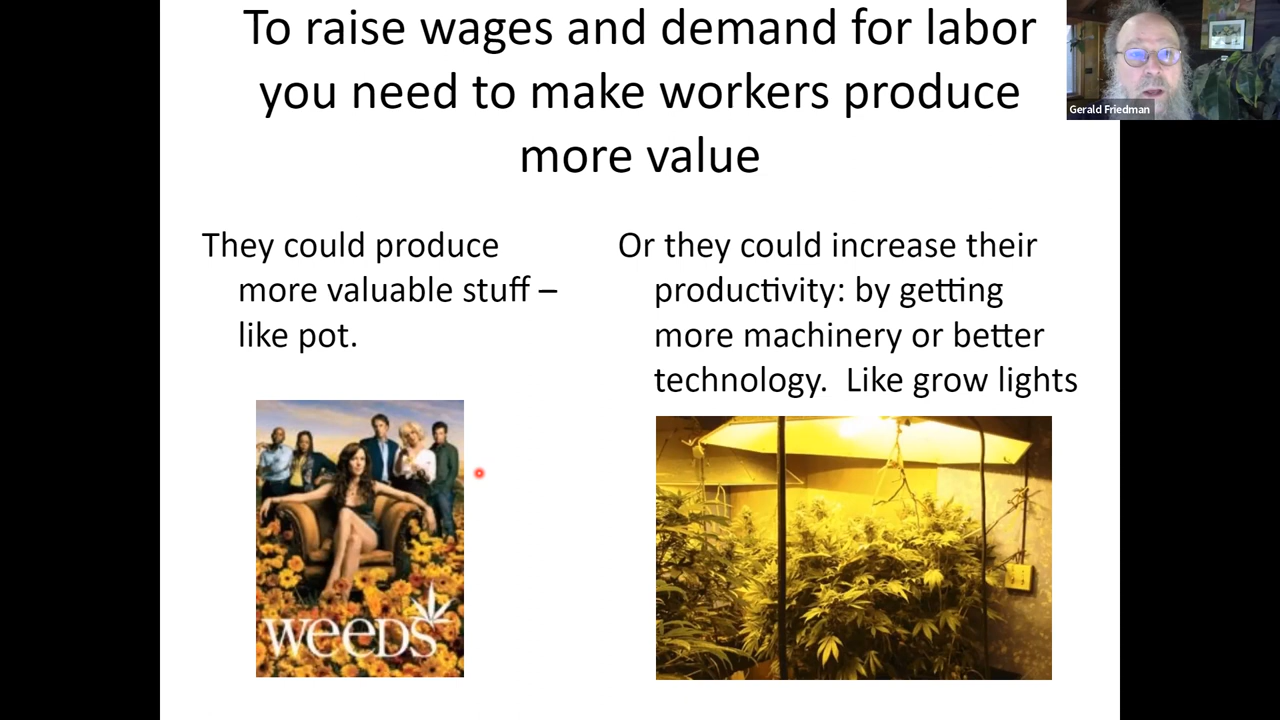 To raise wages and demand for labor
you need to make workers produce
more value
Gerald Friedman
They could produce
more valuable stuff –
like pot.
Or they could increase their
productivity: by getting
more machinery or better
technology.  Like grow lights
weeds